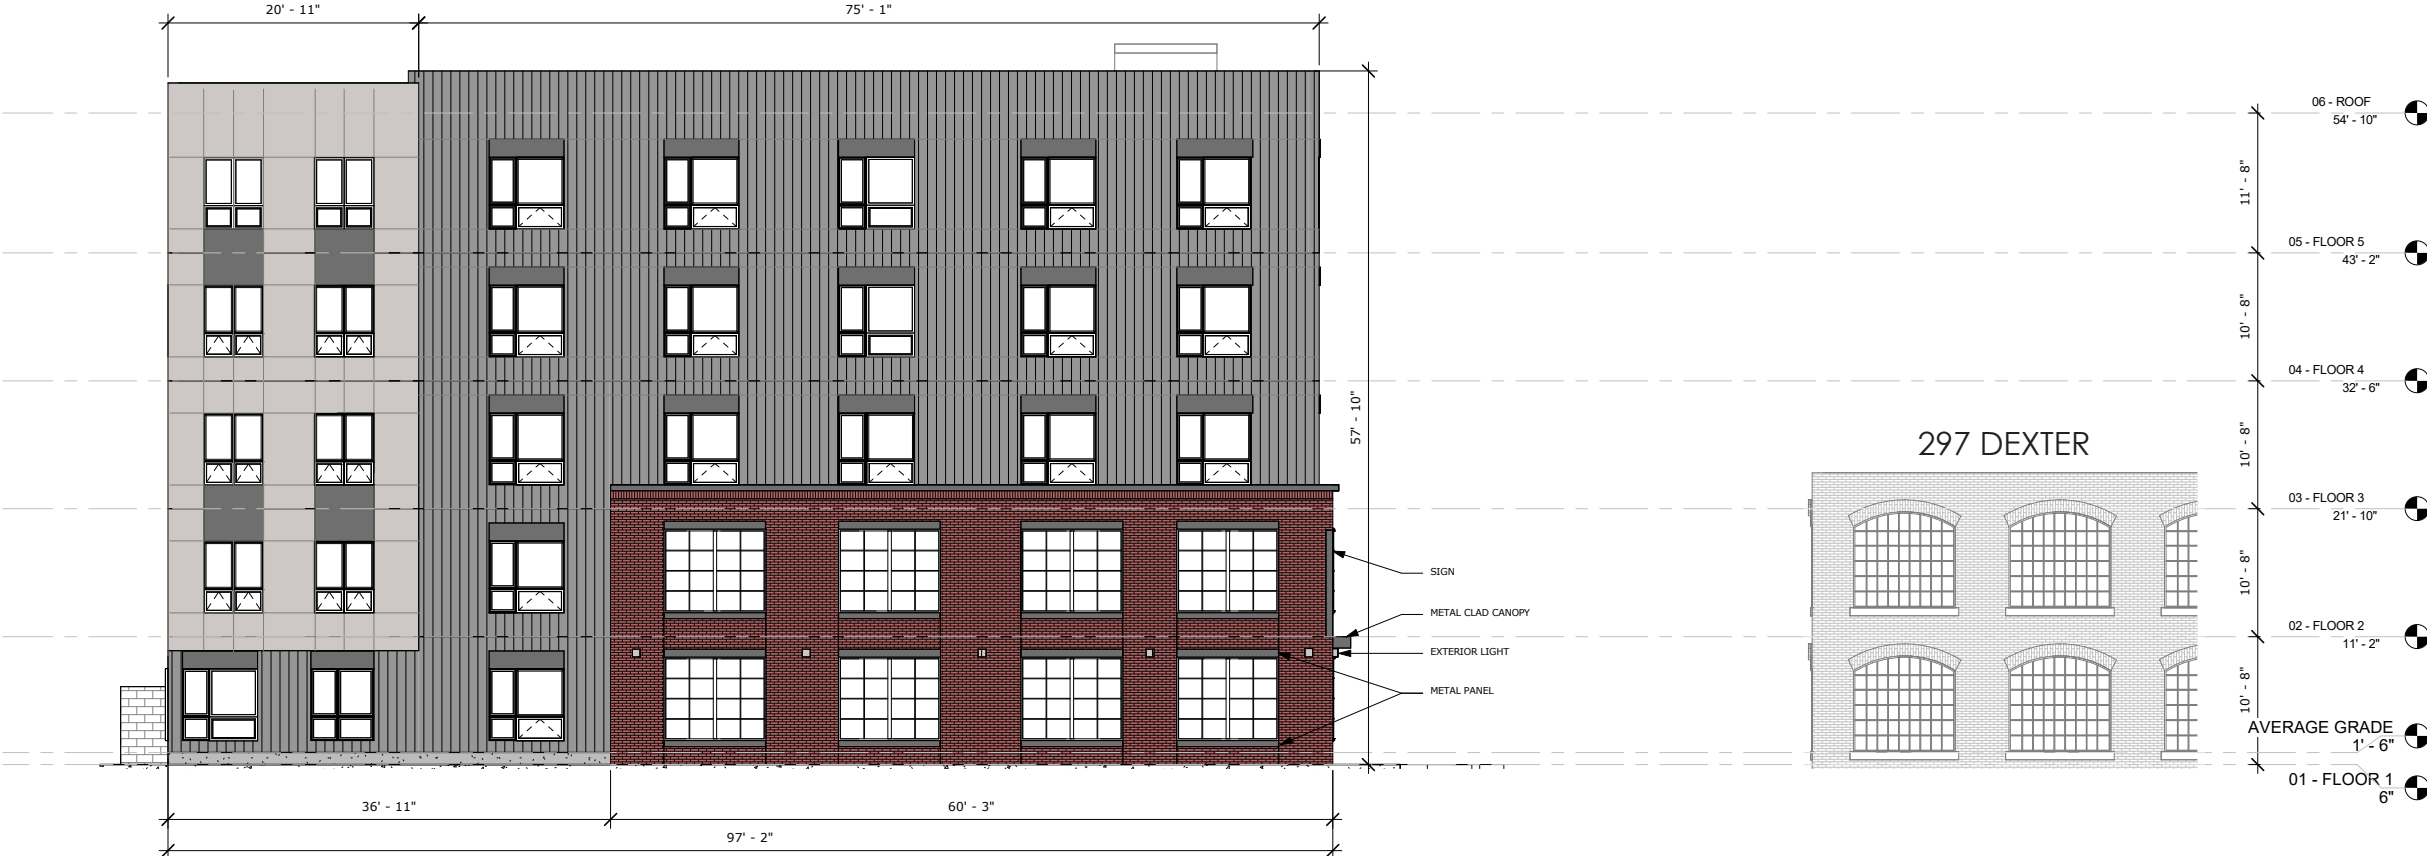 20' - 11"
75' - 1"
06 - ROOF
54' - 10"
11' - 8"
05 - FLOOR 5
43' - 2"
10' - 8"
04 - FLOOR 4
32' - 6"
57' - 10"
10' - 8"
297 DEXTER
03 - FLOOR 3
21' - 10"
SIGN
10' - 8"
METAL CLAD CANOPY
02 - FLOOR 2
11' - 2"
EXTERIOR LIGHT
METAL PANEL
10' - 8"
AVERAGE GRADE
1' - 6"
01 - FLOOR 1
6"
36' - 11"
60' - 3"
97' - 2"